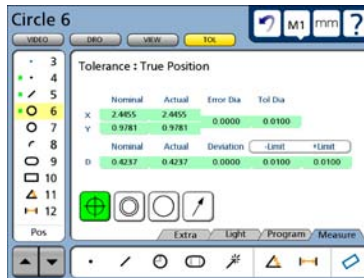 Circle 6
M1 mm ?
VIDEO DRO VIEW TOL
3
4
5
6
7
8
9
10
11
12
Pos
Tolerance : True Position
Nominal Actual Error Dia Tol Dia
X 2.4455 2.4455 0.0000 0.0100
Y 0.9781 0.9781
Nominal Actual Deviation -Limit +Limit
D 0.4237 0.4237 0.0000 0.0100 0.0100
Extra Light Program Measure